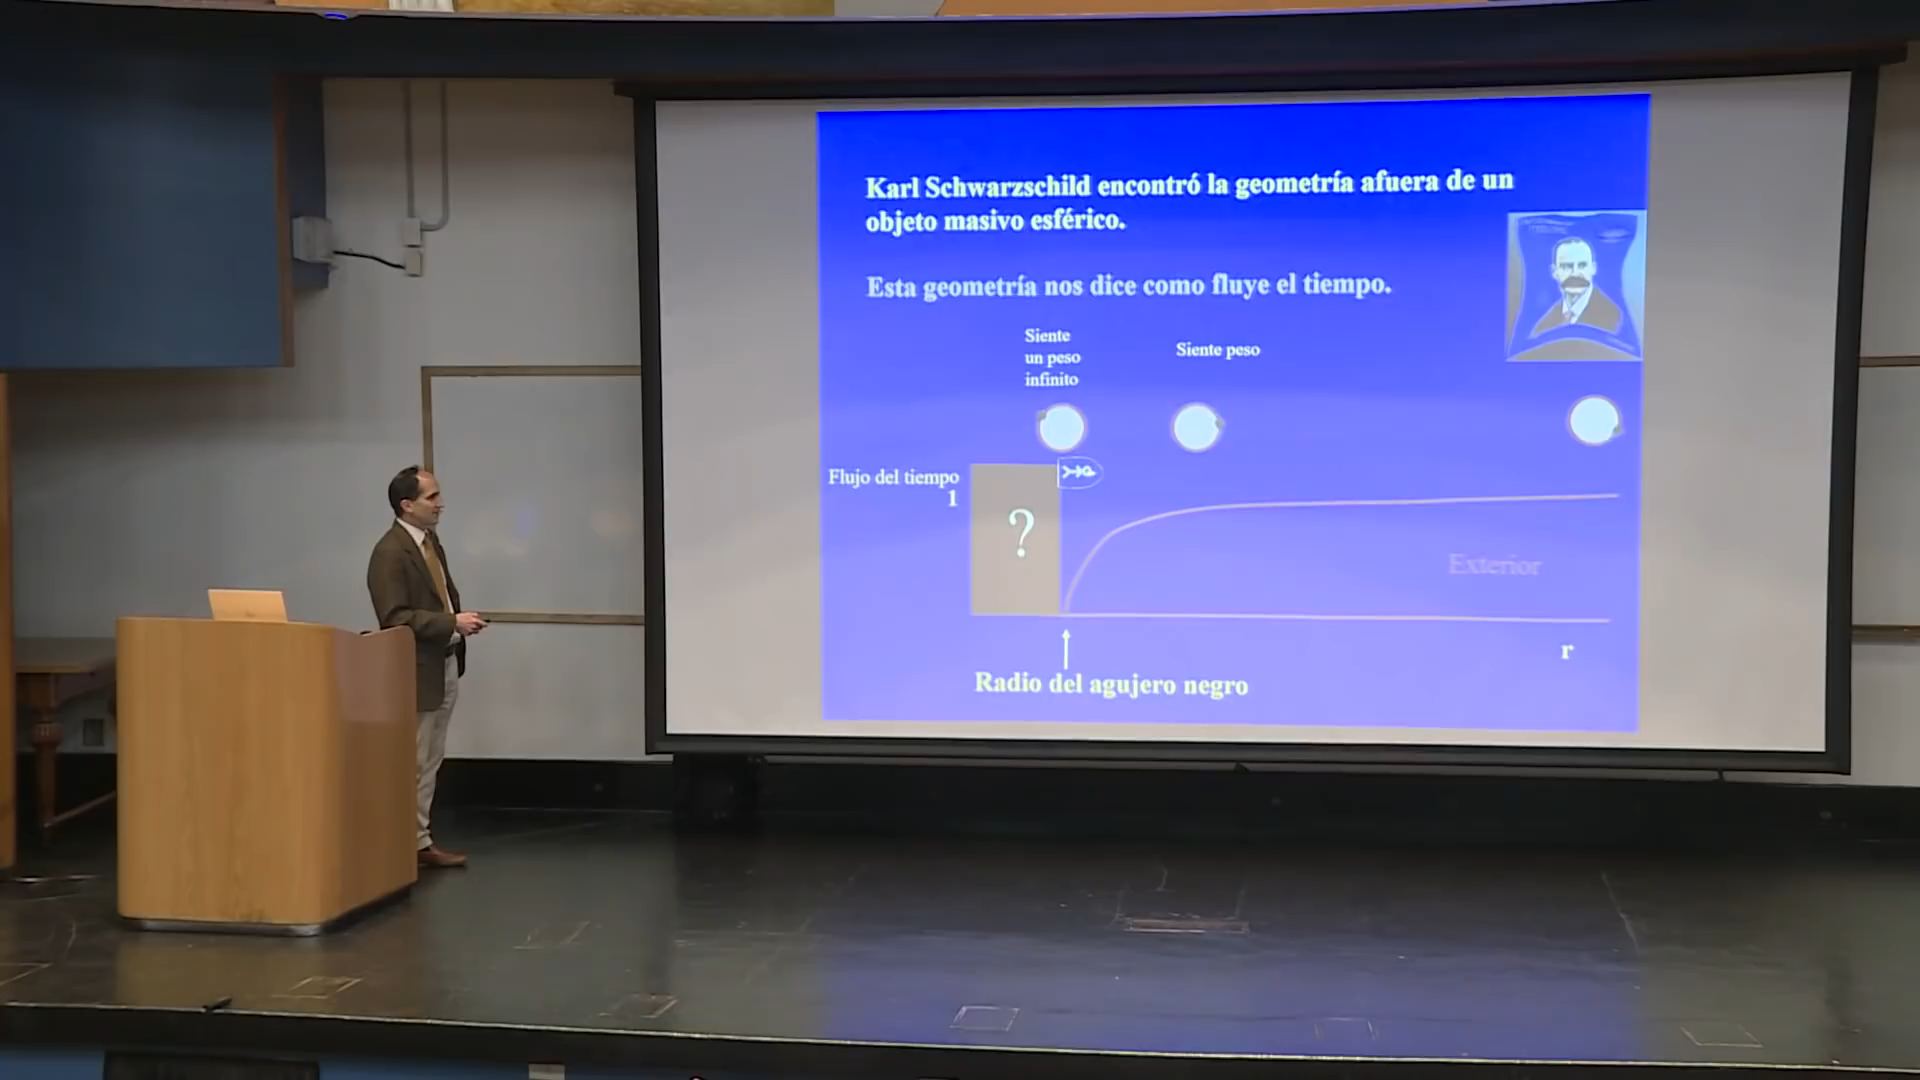 Karl Schwarzschild encontró la geometría afuera de un
objeto masivo esférico.
Esta geometría nos dice como fluye el tiempo.
Siente
un peso
infinito
Siente peso
Flujo del tiempo
1
?
Exterior
r
Radio del agujero negro